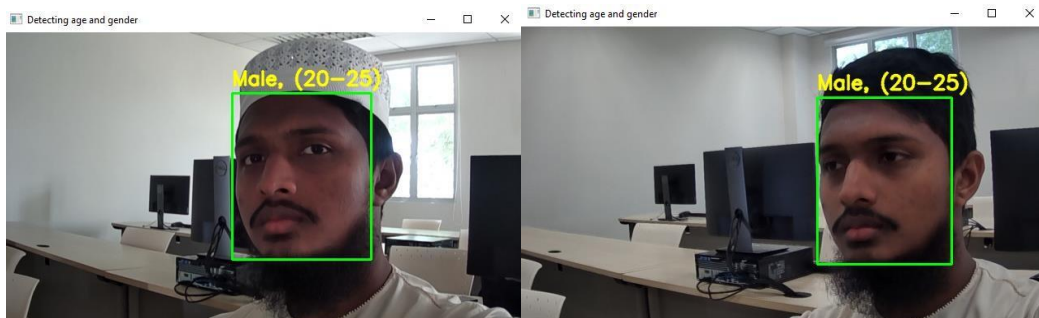 Detecting age and gender
Detecting age and gender
Male, (20-25)
Male, (20-25)